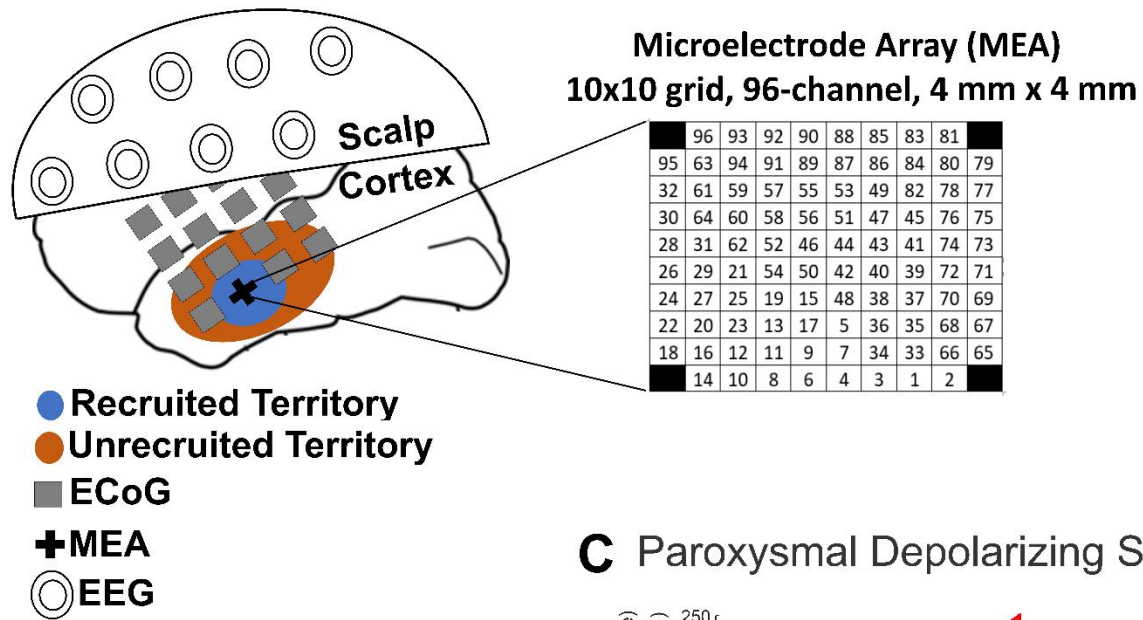 Microelectrode Array (MEA)
10x10 grid, 96-channel, 4 mm x 4 mm
Scalp
Cortex
96 93 92 90 88 85 83 81
95 63 94 91 89 87 86 84 80 79
32 61 59 57 55 53 49 82 78 77
30 64 60 58 56 51 47 45 76 75
28 31 62 52 46 44 43 41 74 73
26 29 21 54 50 42 40 39 72 71
24 27 25 19 15 48 38 37 70 69
22 20 23 13 17 5 36 35 68 67
18 16 12 11 9 7 34 33 66 65
14 10 8 6 4 3 1 2
Recruited Territory
Unrecruited Territory
ECoG
MEA
EEG
C Paroxysmal Depolarizing S
250